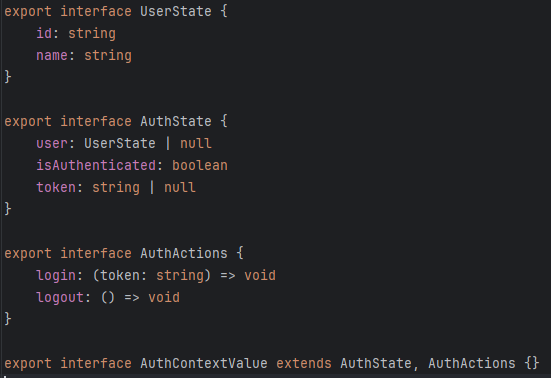 export interface UserState {
    id: string
    name: string
}

export interface AuthState {
    user: UserState | null
    isAuthenticated: boolean
    token: string | null
}

export interface AuthActions {
    login: (token: string) => void
    logout: () => void
}

export interface AuthContextValue extends AuthState, AuthActions {}